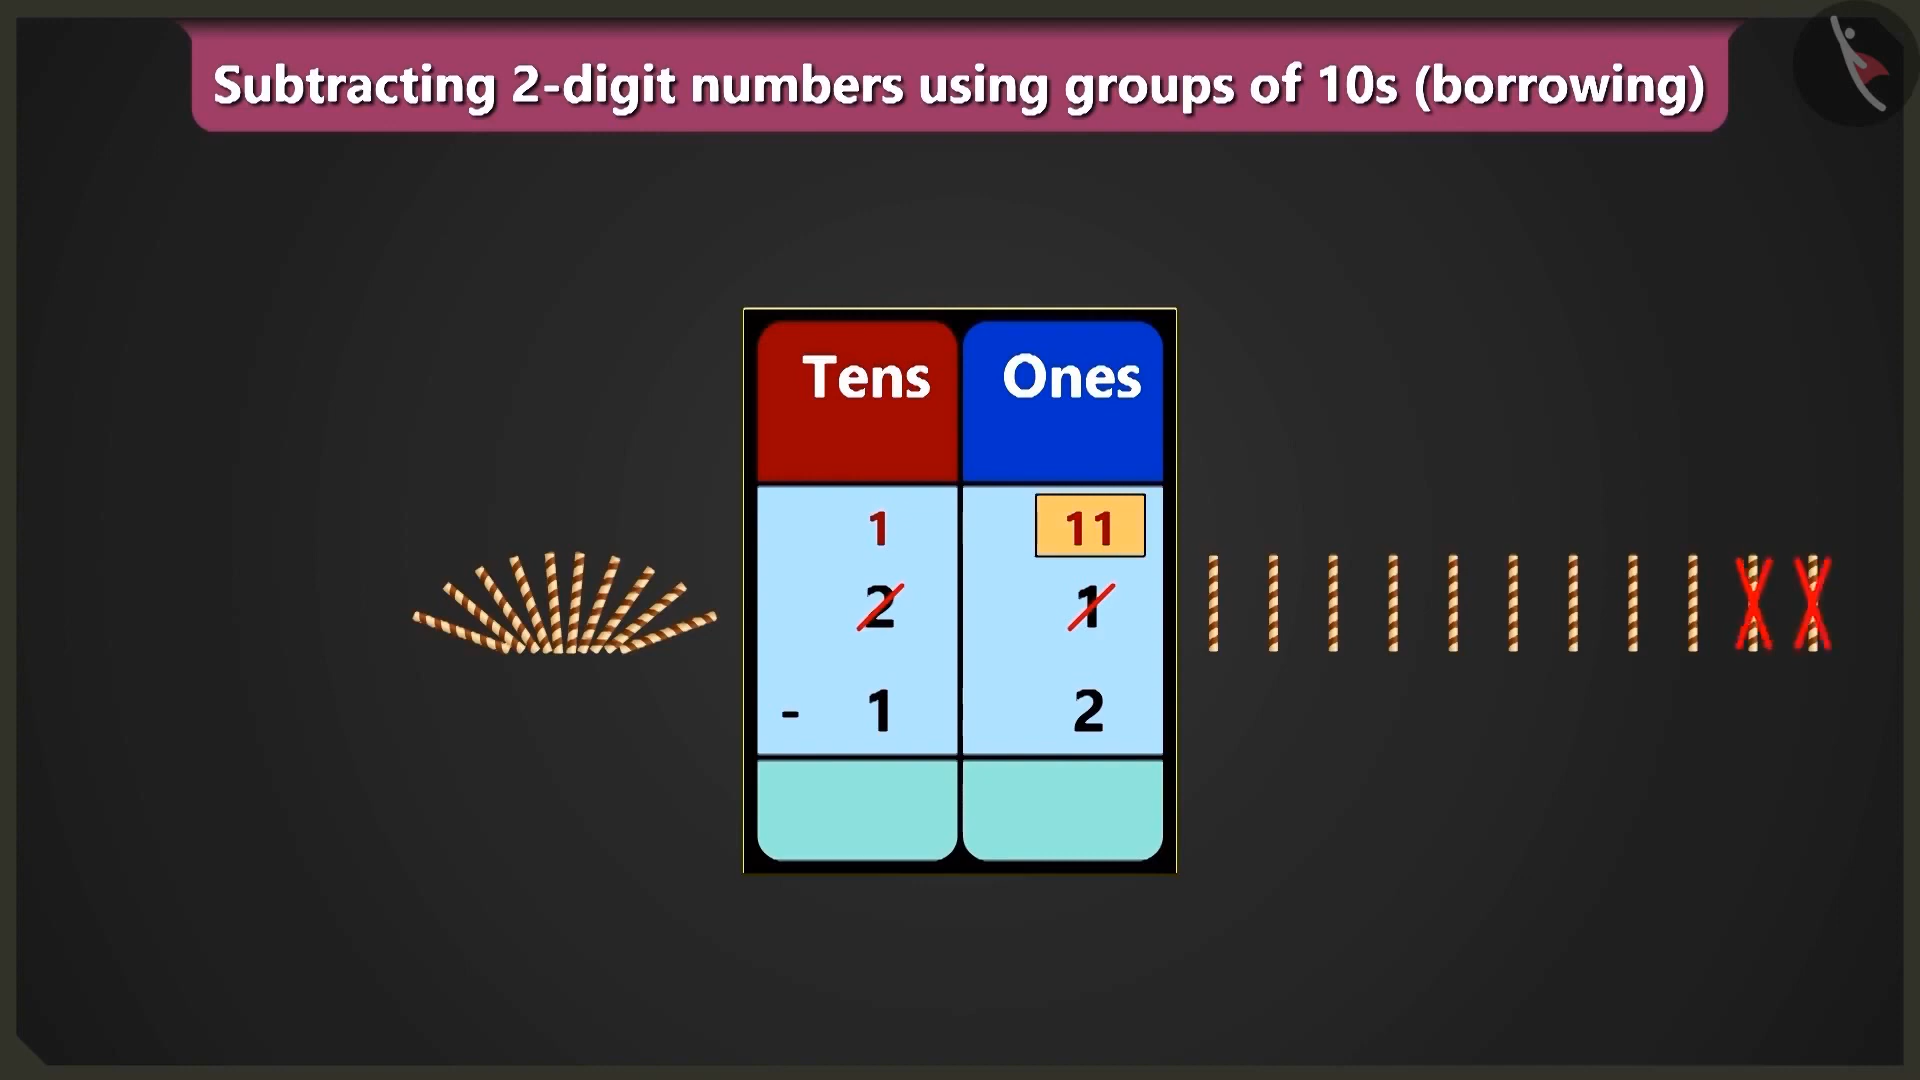 Subtracting 2-digit numbers using groups of 10s (borrowing)
Tens Ones
1 11
2 1
- 1 2